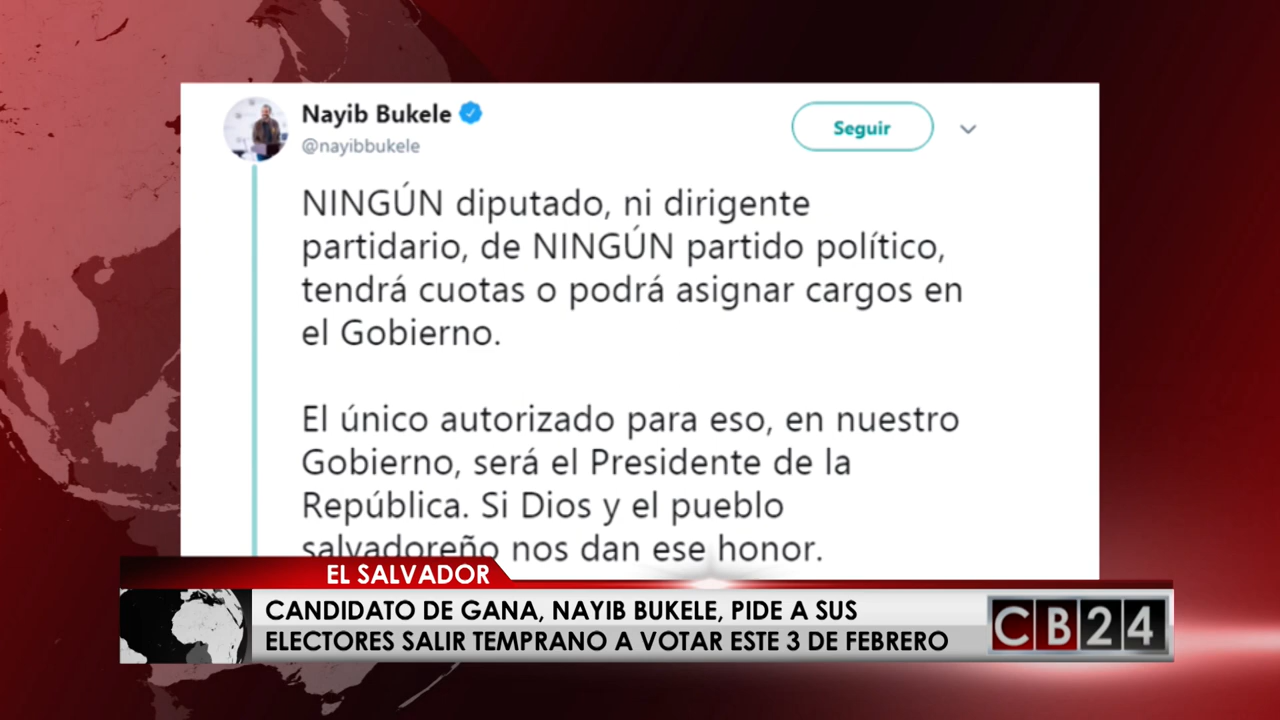 Nayib Bukele
@nayibbukele
Seguir
NINGÚN diputado, ni dirigente
partidario, de NINGÚN partido político,
tendrá cuotas o podrá asignar cargos en
el Gobierno.
El único autorizado para eso, en nuestro
Gobierno, será el Presidente de la
República. Si Dios y el pueblo
salvadoreño nos dan ese honor.
EL SALVADOR
CANDIDATO DE GANA, NAYIB BUKELE, PIDE A SUS
ELECTORES SALIR TEMPRANO A VOTAR ESTE 3 DE FEBRERO
CB24